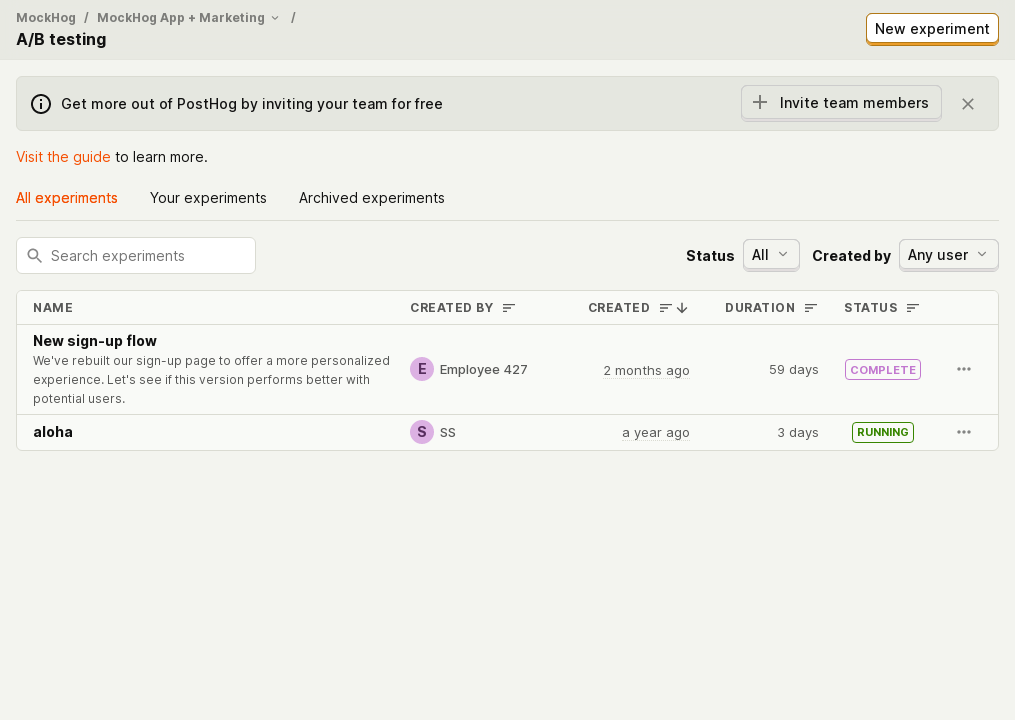 MockHog / MockHog App + Marketing /
A/B testing
New experiment
Get more out of PostHog by inviting your team for free
Invite team members
Visit the guide to learn more.
All experiments Your experiments Archived experiments
Search experiments
Status All Created by Any user
NAME CREATED BY CREATED DURATION STATUS
New sign-up flow
We've rebuilt our sign-up page to offer a more personalized
experience. Let's see if this version performs better with
potential users.
E Employee 427 2 months ago 59 days COMPLETE
aloha S SS a year ago 3 days RUNNING